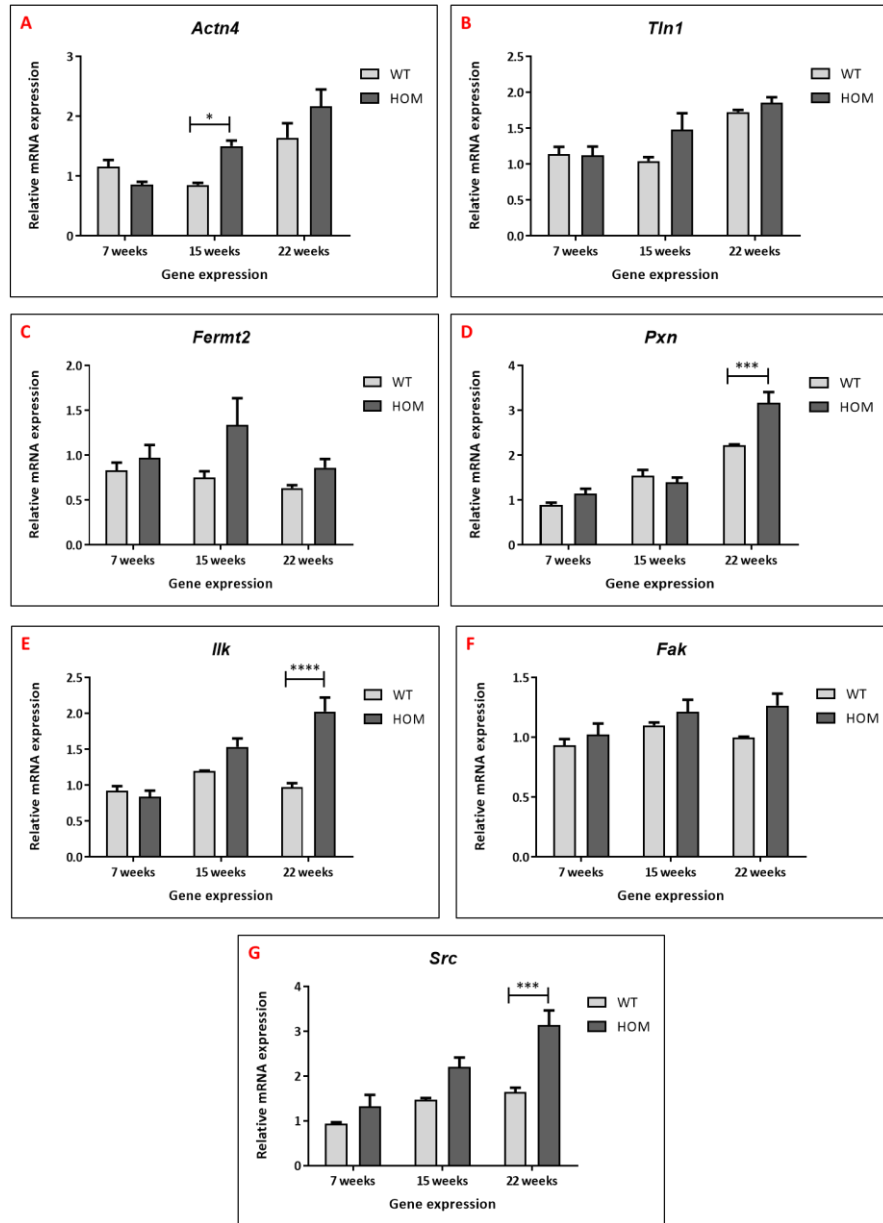 A
Actn4
3
2
1
0
Relative mRNA expression
*
WT
HOM
7 weeks 15 weeks 22 weeks
Gene expression
B
Tln1
2.5
2.0
1.5
1.0
0.5
0.0
Relative mRNA expression
WT
HOM
7 weeks 15 weeks 22 weeks
Gene expression
C
Fermt2
2.0
1.5
1.0
0.5
0.0
Relative mRNA expression
WT
HOM
7 weeks 15 weeks 22 weeks
Gene expression
D
Pxn
4
3
2
1
0
Relative mRNA expression
***
WT
HOM
7 weeks 15 weeks 22 weeks
Gene expression
E
Ilk
2.5
2.0
1.5
1.0
0.5
0.0
Relative mRNA expression
****
WT
HOM
7 weeks 15 weeks 22 weeks
Gene expression
F
Fak
1.5
1.0
0.5
0.0
Relative mRNA expression
WT
HOM
7 weeks 15 weeks 22 weeks
Gene expression
G
Src
4
3
2
1
0
Relative mRNA expression
***
WT
HOM
7 weeks 15 weeks 22 weeks
Gene expression